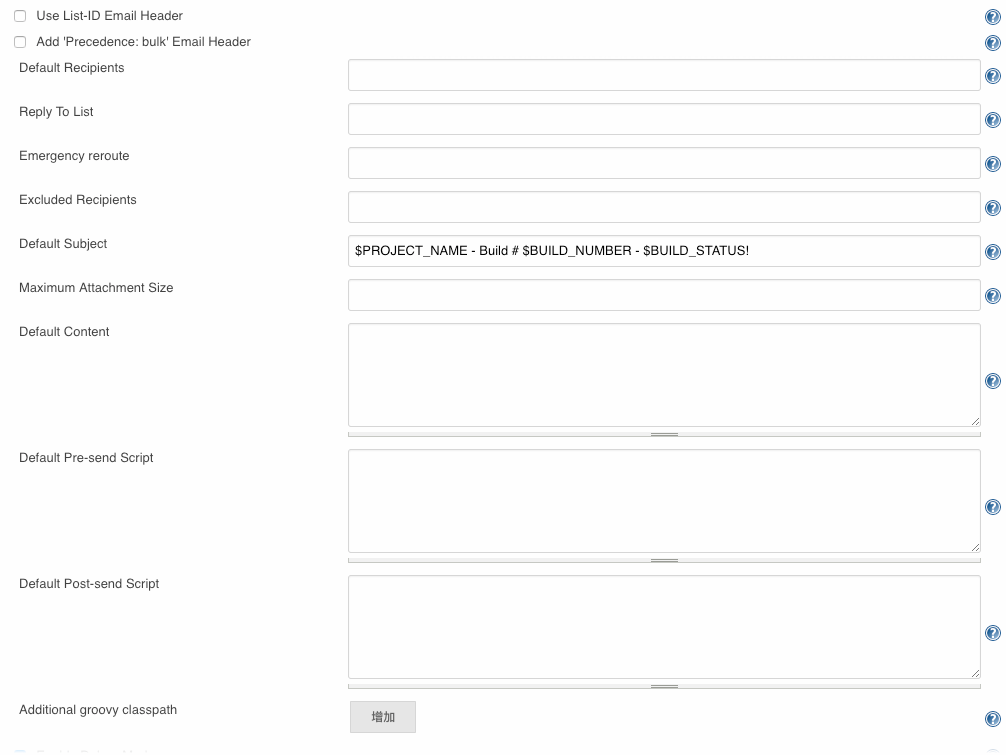 Use List-ID Email Header
Add 'Precedence: bulk' Email Header
Default Recipients
Reply To List
Emergency reroute
Excluded Recipients
Default Subject
$PROJECT_NAME - Build # $BUILD_NUMBER - $BUILD_STATUS!
Maximum Attachment Size
Default Content
Default Pre-send Script
Default Post-send Script
Additional groovy classpath
增加